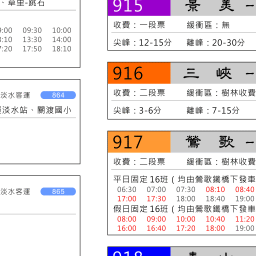 、草里-跳石
9:00 09:30 10:00
8:10 13:30 14:00
7:20 17:50 18:10
淡水客運 864
淡水站、關渡國小
淡水客運 865
915 景 美 -
收費：一段票 緩衝區：無
尖峰：12-15分 離峰：20-30分
916 三 峽 -
收費：二段票 緩衝區：樹林收費
尖峰：3-6分 離峰：7-15分
917 鶯 歌 -
收費：二段票 緩衝區：樹林收費
平日固定16班（均由鶯歌鐵橋下發車
06:30 07:00 07:30 08:10 08:40
17:00 17:30 18:00 18:40 19:00
假日固定16班（均由鶯歌鐵橋下發車
08:00 09:00 10:00 10:40 11:20
16:00 16:40 17:20 18:00 19:00
918